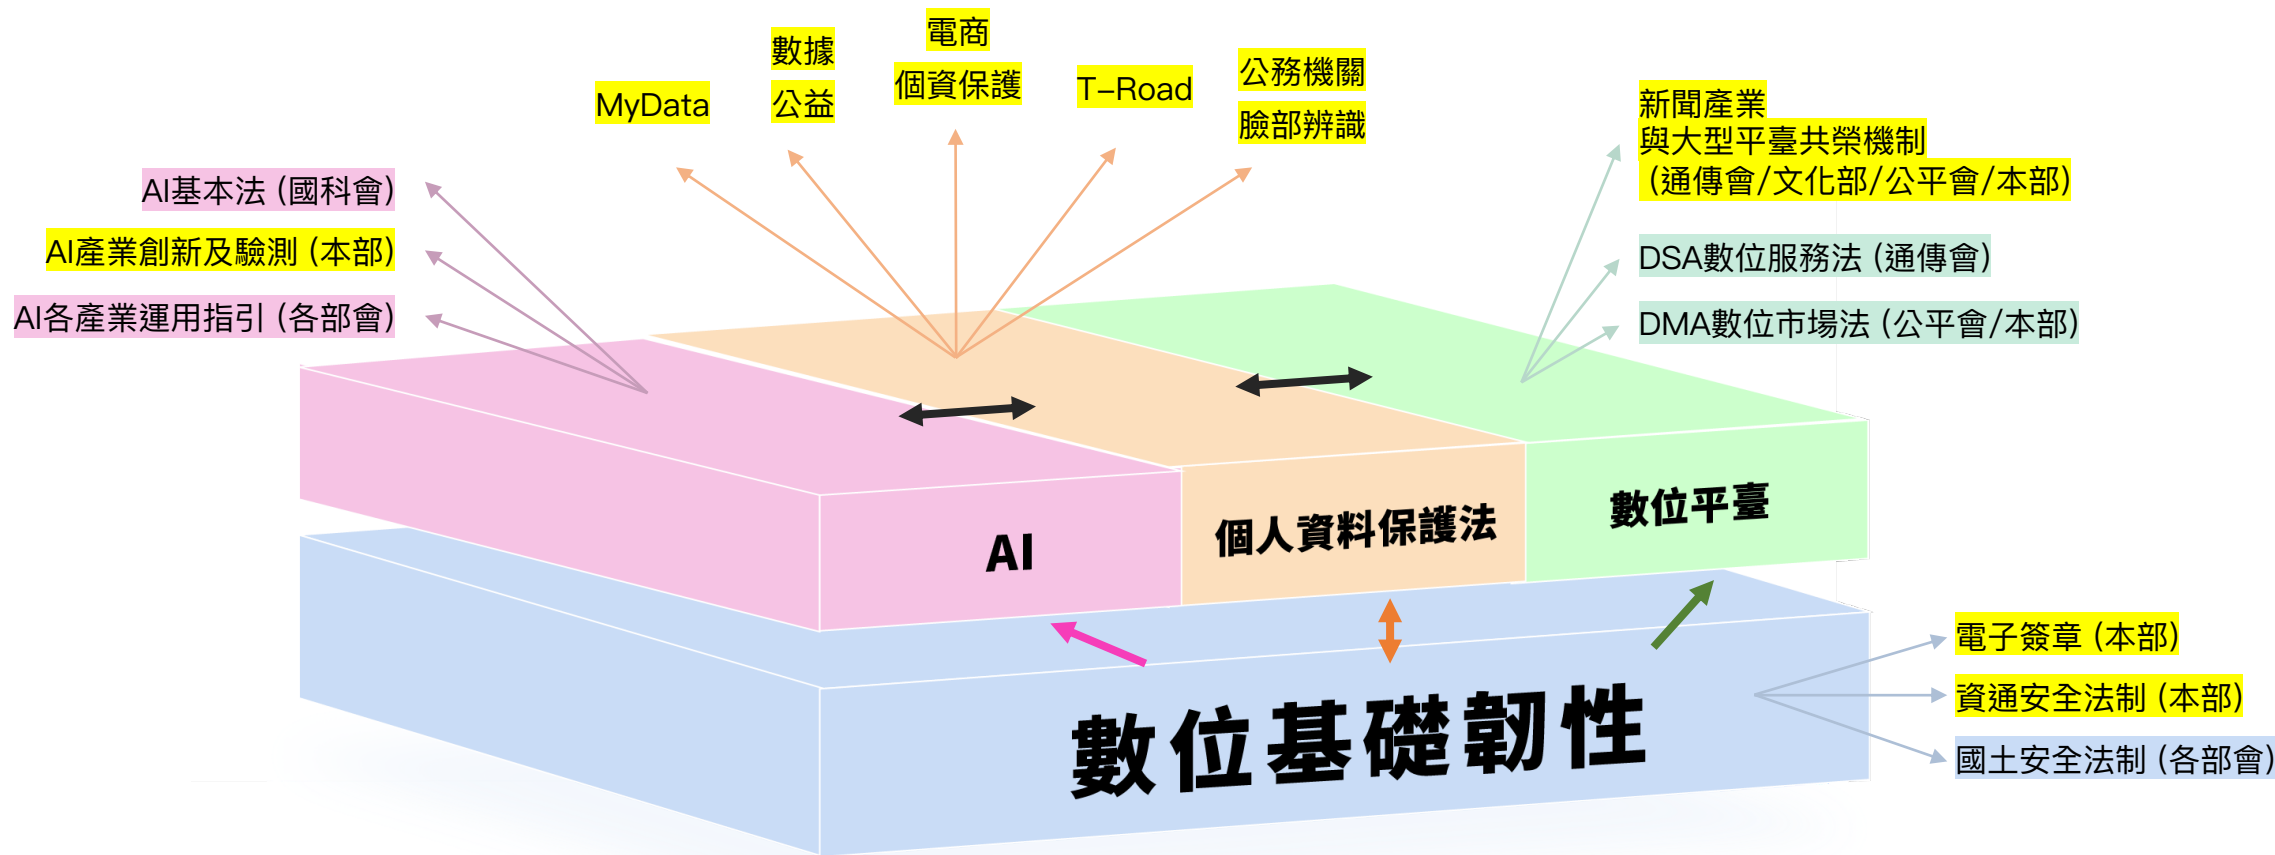 電商
數據
個資保護
公務機關
MyData
公益
T-Road
臉部辨識
新聞產業
與大型平臺共榮機制
(通傳會/文化部/公平會/本部)
AI基本法 (國科會)
AI產業創新及驗測 (本部)
AI各產業運用指引 (各部會)
DSA數位服務法 (通傳會)
DMA數位市場法 (公平會/本部)
AI
個人資料保護法
數位平臺
數位基礎韌性
電子簽章 (本部)
資通安全法制 (本部)
國土安全法制 (各部會)